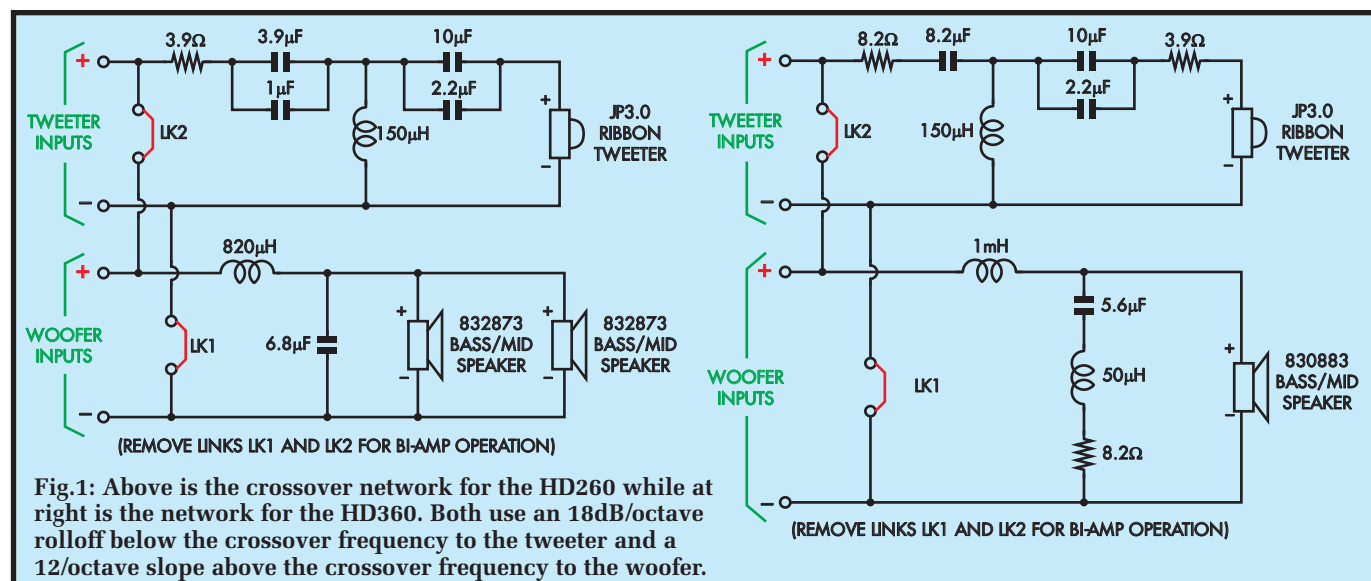 3.9Ω
3.9µF
10µF
+
1µF
2.2µF
+
TWEETER
INPUTS
LK2
150µH
JP3.0
RIBBON
TWEETER
−
−
820µH
+
WOOFER
INPUTS
LK1
6.8µF
+
832873
BASS/MID
SPEAKER
−
+
832873
BASS/MID
SPEAKER
−
−
(REMOVE LINKS LK1 AND LK2 FOR BI-AMP OPERATION)
8.2Ω
8.2µF
10µF
3.9Ω
+
2.2µF
+
TWEETER
INPUTS
LK2
150µH
JP3.0
RIBBON
TWEETER
−
−
1mH
+
5.6µF
WOOFER
INPUTS
LK1
50µH
+
830883
BASS/MID
SPEAKER
−
8.2Ω
−
(REMOVE LINKS LK1 AND LK2 FOR BI-AMP OPERATION)
Fig.1: Above is the crossover network for the HD260 while at
right is the network for the HD360. Both use an 18dB/octave
rolloff below the crossover frequency to the tweeter and a
12/octave slope above the crossover frequency to the woofer.